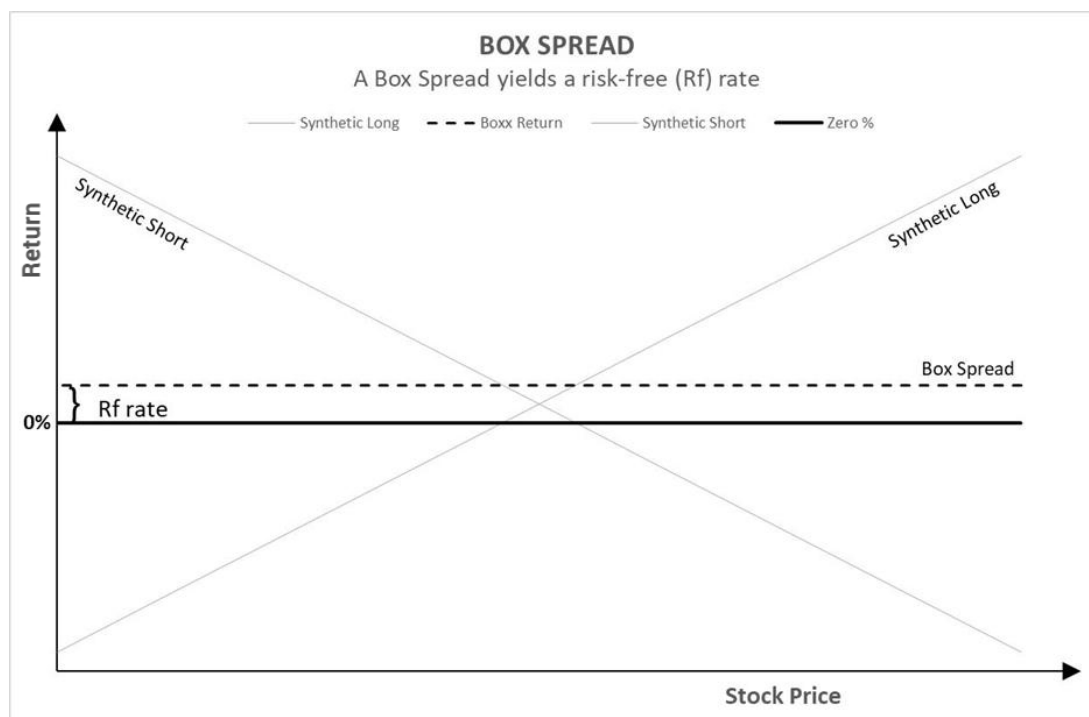 BOX SPREAD
A Box Spread yields a risk-free (Rf) rate
Synthetic Long
Boxx Return
Synthetic Short
Zero %
Synthetic Short
Synthetic Long
Return
Box Spread
Rf rate
0%
Stock Price